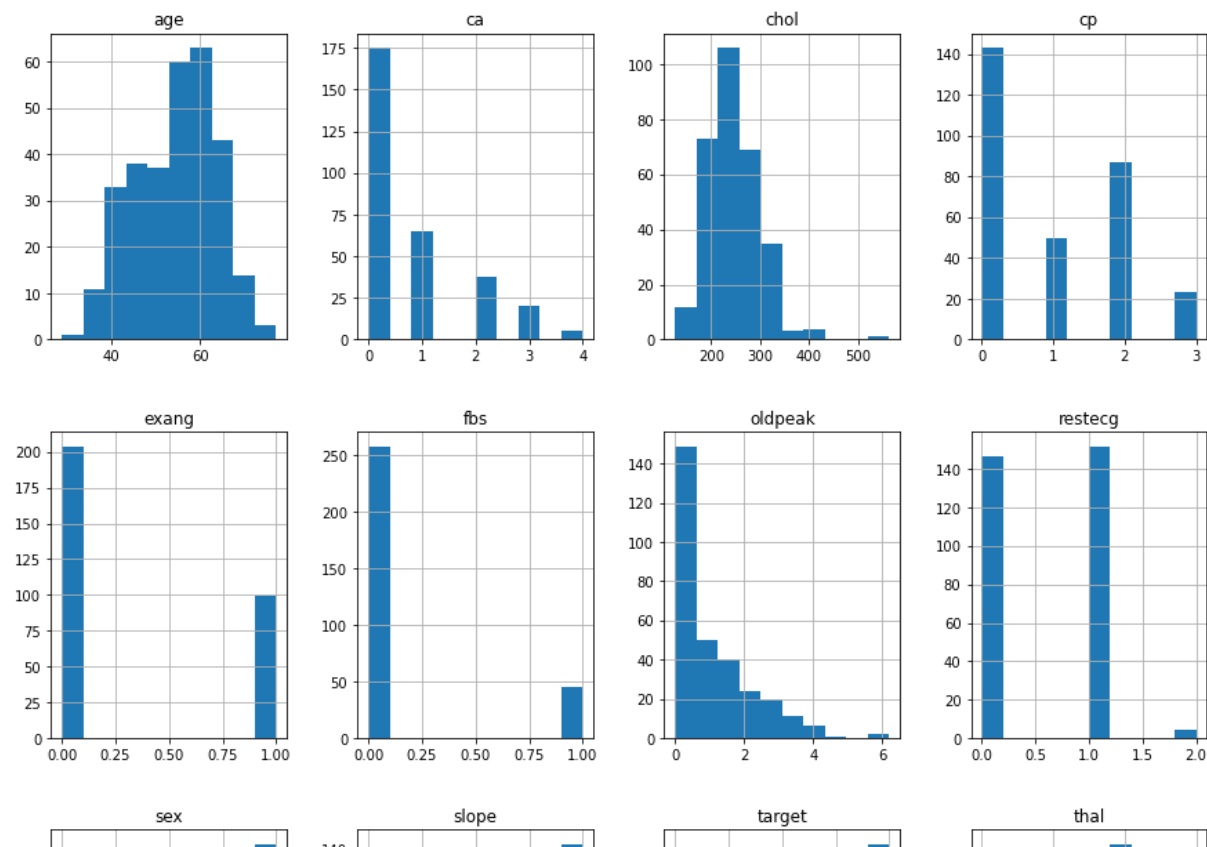 age ca chol cp
60 50 40 30 20 10 0
40 60
175 150 125 100 75 50 25 0
0 1 2 3 4
100 80 60 40 20 0
200 300 400 500
140 120 100 80 60 40 20 0
0 1 2 3
exang fbs oldpeak restecg
200 175 150 125 100 75 50 25 0
0.00 0.25 0.50 0.75 1.00
250 200 150 100 50 0
0.00 0.25 0.50 0.75 1.00
140 120 100 80 60 40 20 0
0 2 4 6
140 120 100 80 60 40 20 0
0.0 0.5 1.0 1.5 2.0
sex slope target thal